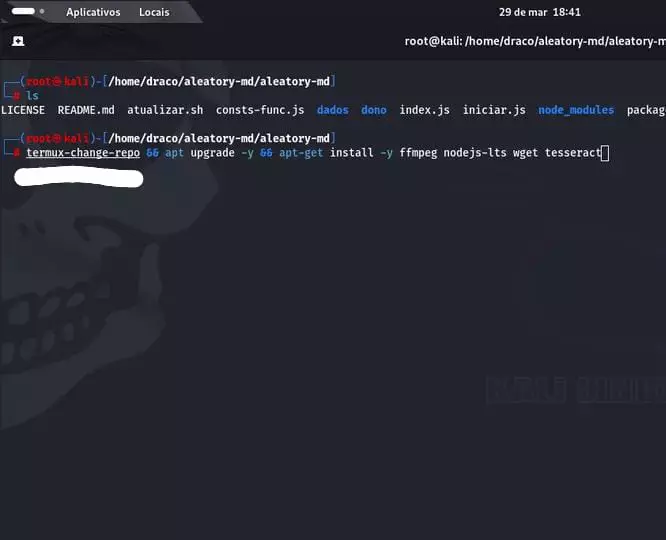 Aplicativos Locais 29 de mar 18:41
root@kali: /home/draco/aleatory-md/aleatory-m
┌──(root㉿kali)-[/home/draco/aleatory-md/aleatory-md]
└─# ls
LICENSE README.md atualizar.sh consts-func.js dados dono index.js iniciar.js node_modules packag
┌──(root㉿kali)-[/home/draco/aleatory-md/aleatory-md]
└─# termux-change-repo && apt upgrade -y && apt-get install -y ffmpeg nodejs-lts wget tesseract
KALI LINU